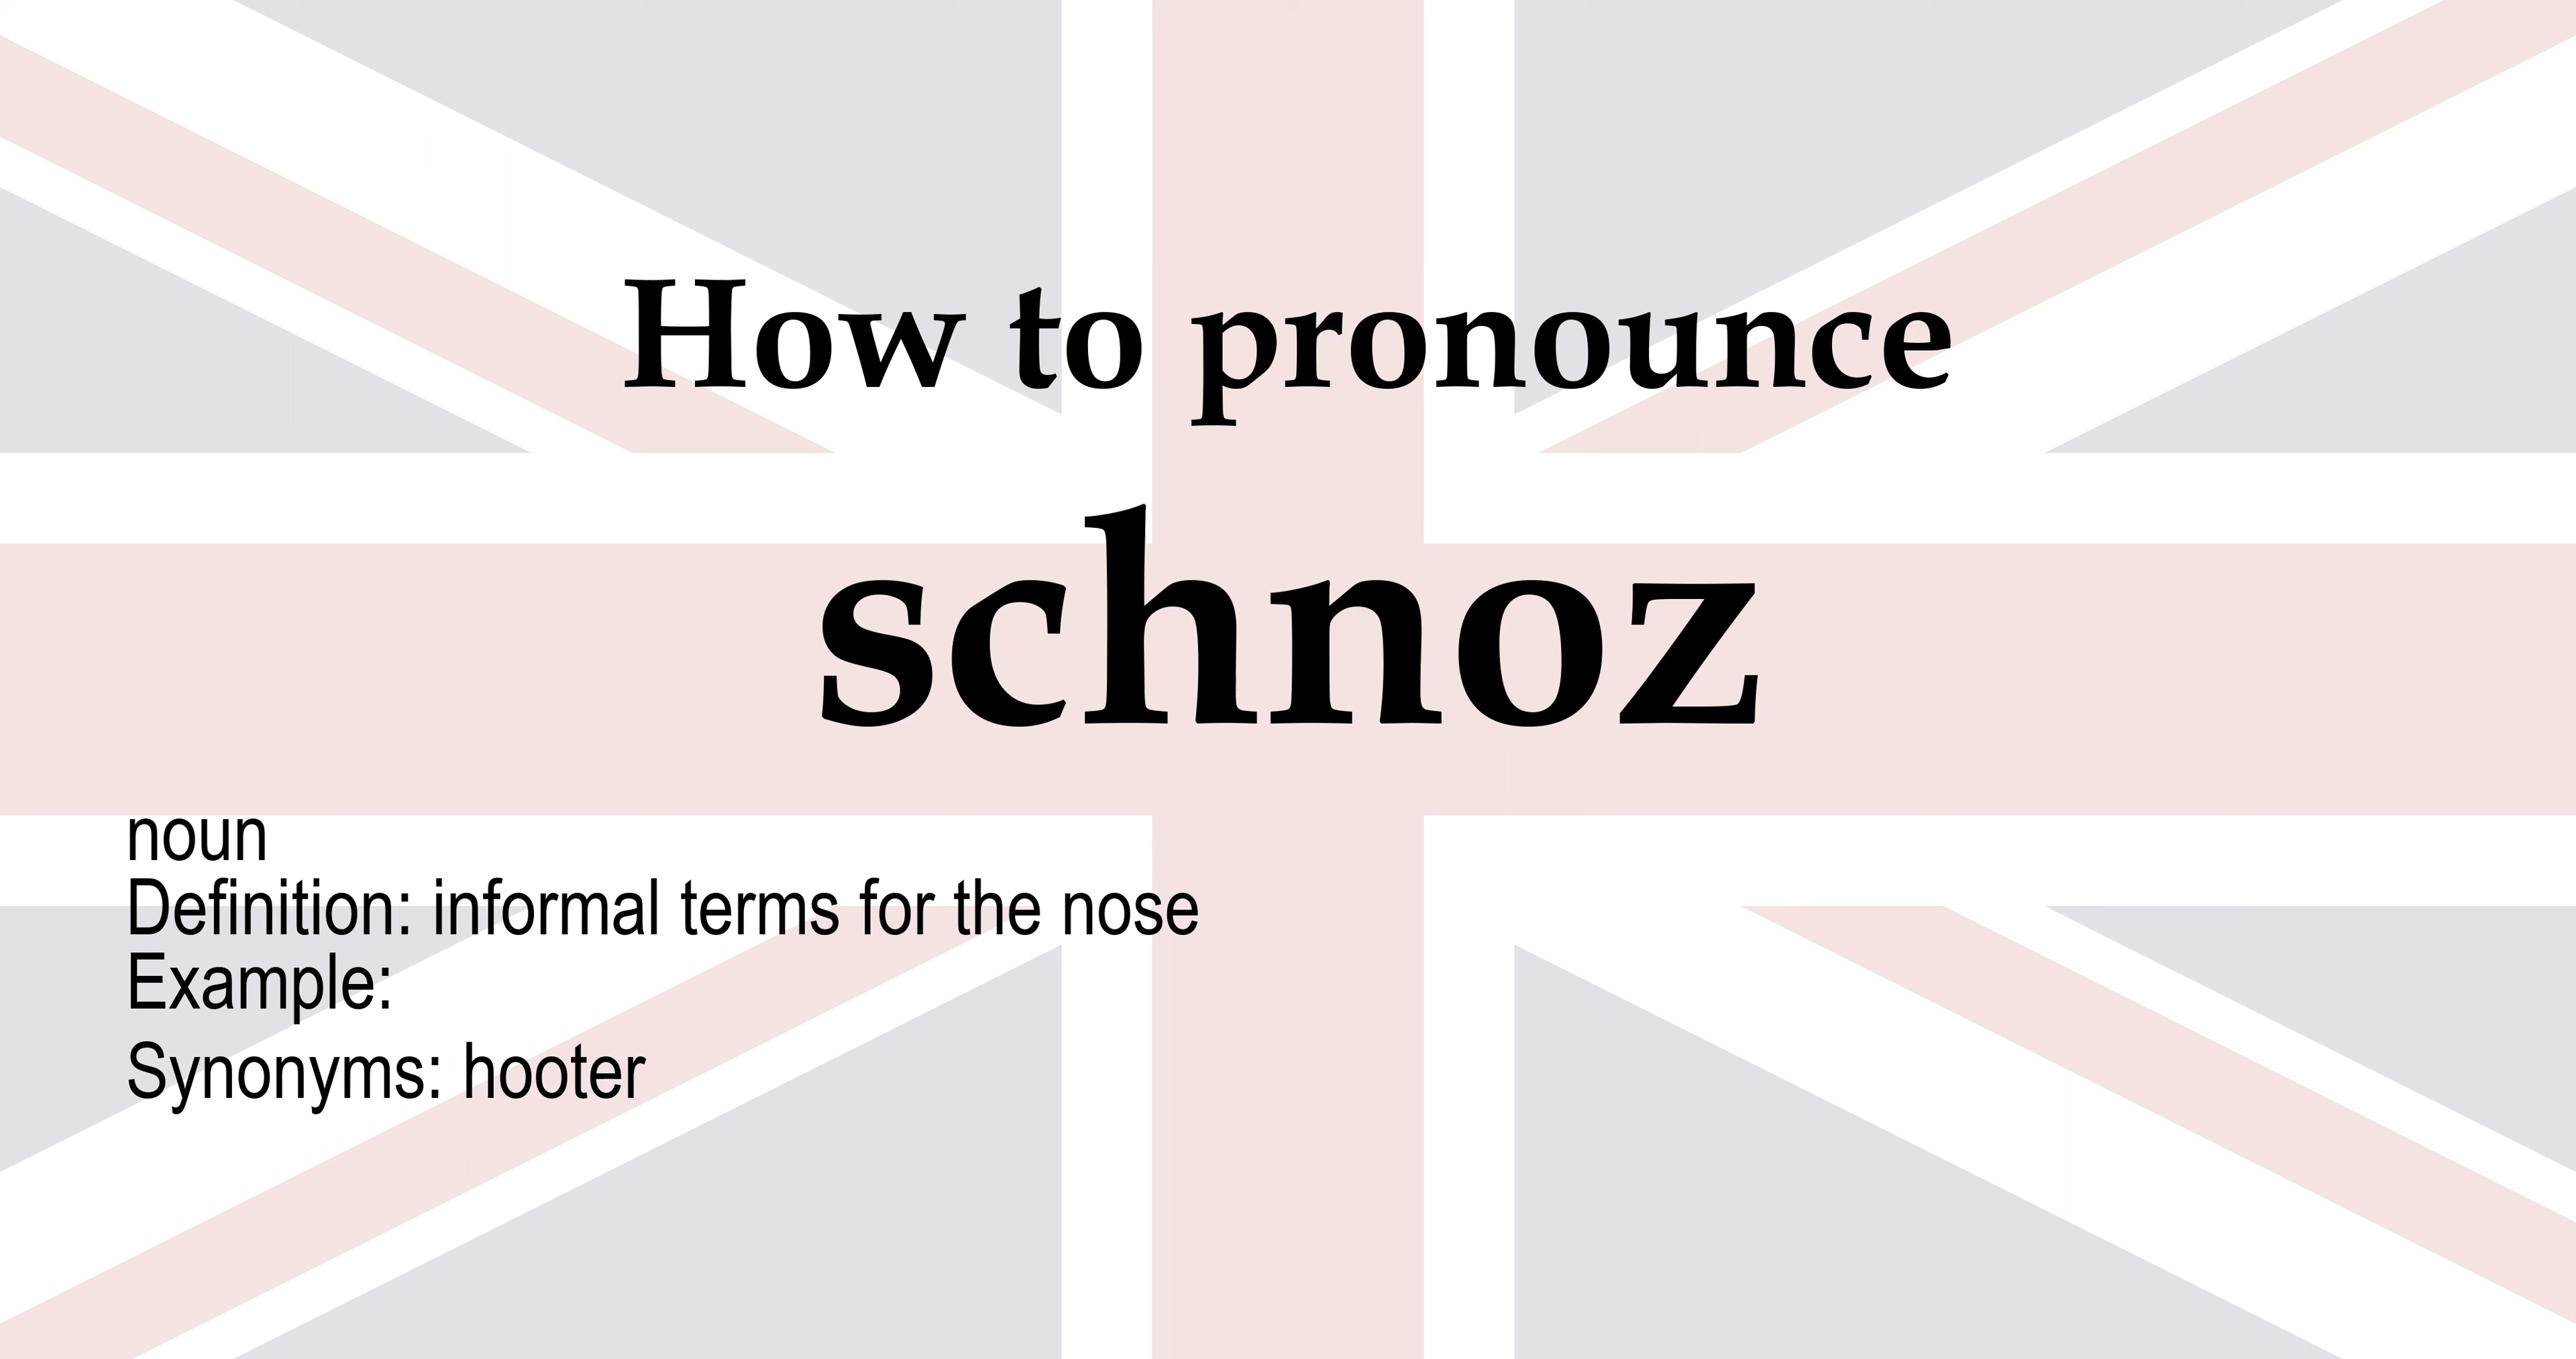 How to pronounce
schnoz
noun
Definition: informal terms for the nose
Example:
Synonyms: hooter